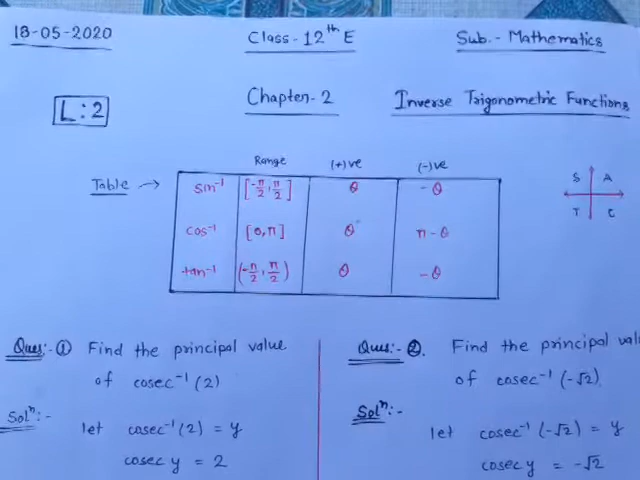 18-05-2020 Class-12th E Sub.- Mathematics
L:2 Chapter-2 Inverse Trigonometric Functions
Range (+)ve (-)ve
Table → sin⁻¹ [-π/2, π/2] θ -θ
cos⁻¹ [0,π] θ π-θ
tan⁻¹ (-π/2, π/2) θ -θ
S A
T C
Ques:-① Find the principal value
of cosec⁻¹(2)
Solⁿ:-
let cosec⁻¹(2) = y
cosec y = 2
Ques:-②. Find the principal val
of cosec⁻¹(-√2)
Solⁿ:-
let cosec⁻¹(-√2) = y
cosec y = -√2